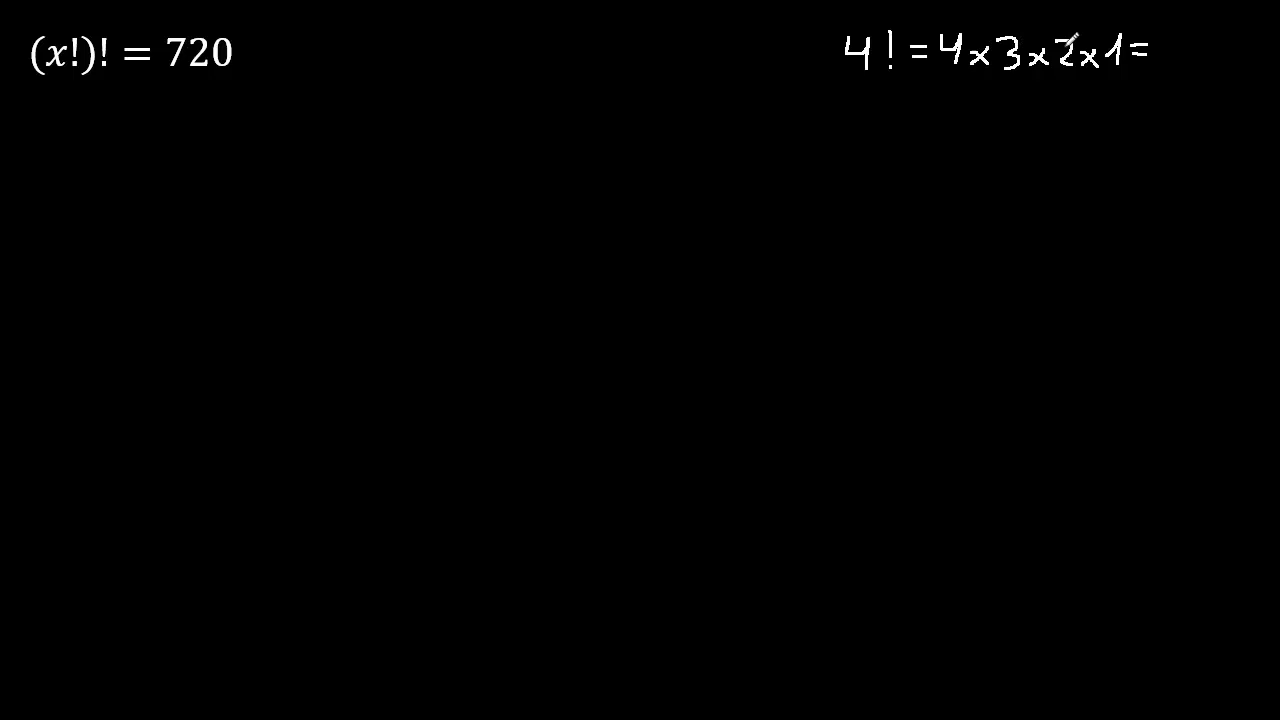 (x!)! = 720
4! = 4 x 3 x 2 x 1 =